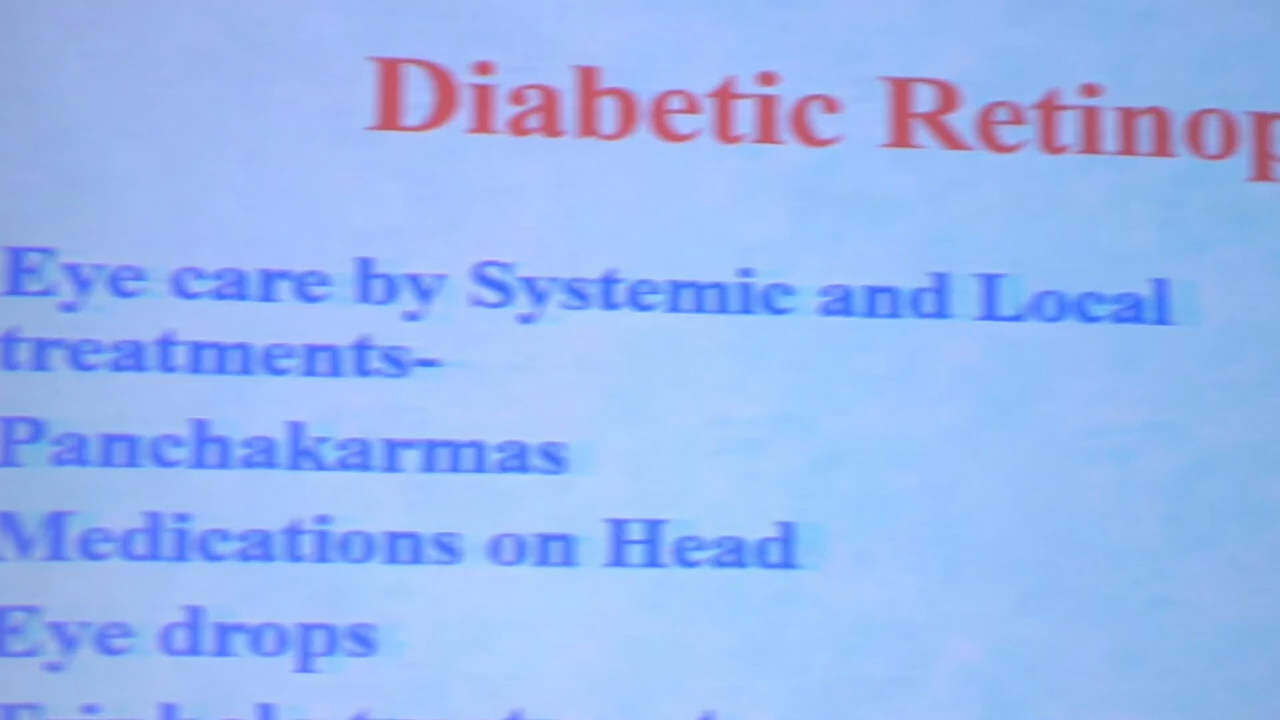 Diabetic Retinop
Eye care by Systemic and Local
treatments-
Panchakarmas
Medications on Head
Eye drops